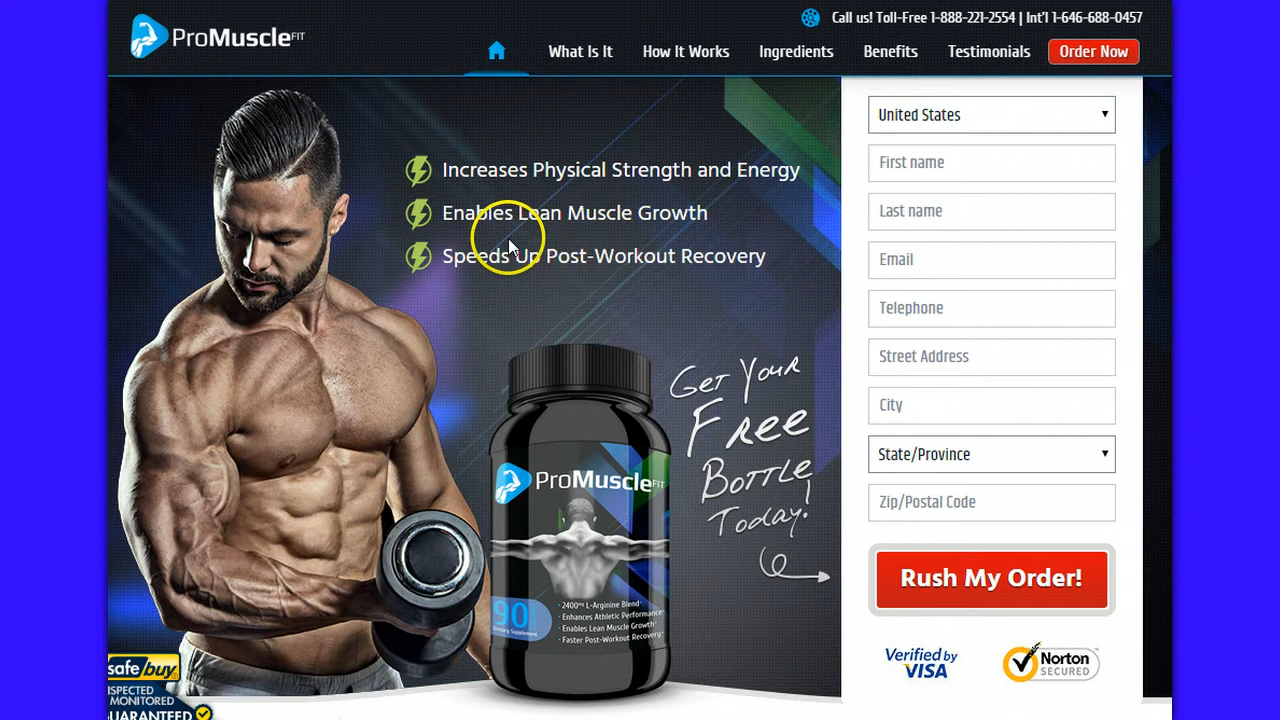 ProMuscleFIT
Call us! Toll-Free 1-888-221-2554 | Int'l 1-646-688-0457
What Is It
How It Works
Ingredients
Benefits
Testimonials
Order Now
Increases Physical Strength and Energy
Enables Lean Muscle Growth
Speeds Up Post-Workout Recovery
Get Your
Free
Bottle
Today!
ProMuscleFIT
90
Dietary Supplement
· 2400mg L-Arginine Blend
· Enhances Athletic Performance
· Enables Lean Muscle Growth
· Faster Post-Workout Recovery
United States
First name
Last name
Email
Telephone
Street Address
City
State/Province
Zip/Postal Code
Rush My Order!
Verified by
VISA
Norton
SECURED
safe buy
MONITORED